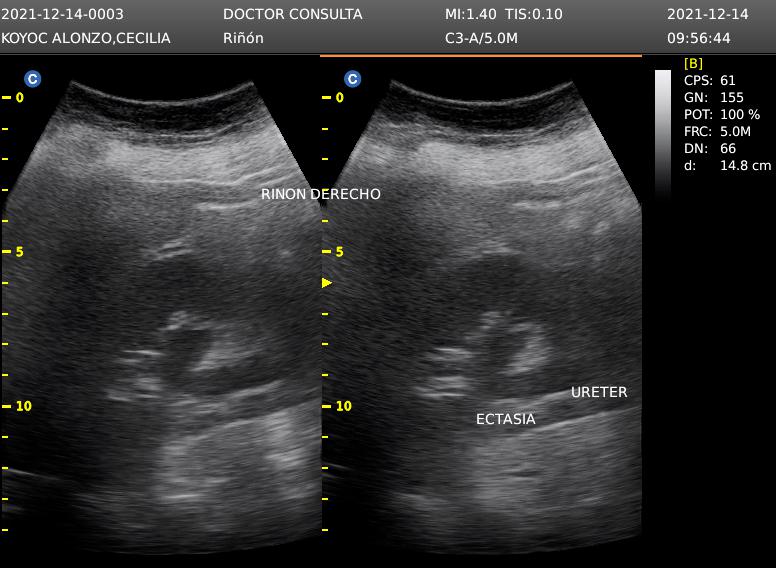 2021-12-14-0003 DOCTOR CONSULTA MI:1.40 TIS:0.10 2021-12-14
KOYOC ALONZO,CECILIA Riñón C3-A/5.0M 09:56:44
[B]
C C
CPS: 61
0 0
GN: 155
POT: 100 %
FRC: 5.0M
DN: 66
d: 14.8 cm
RINON DERECHO
5 5
URETER
10 10
ECTASIA